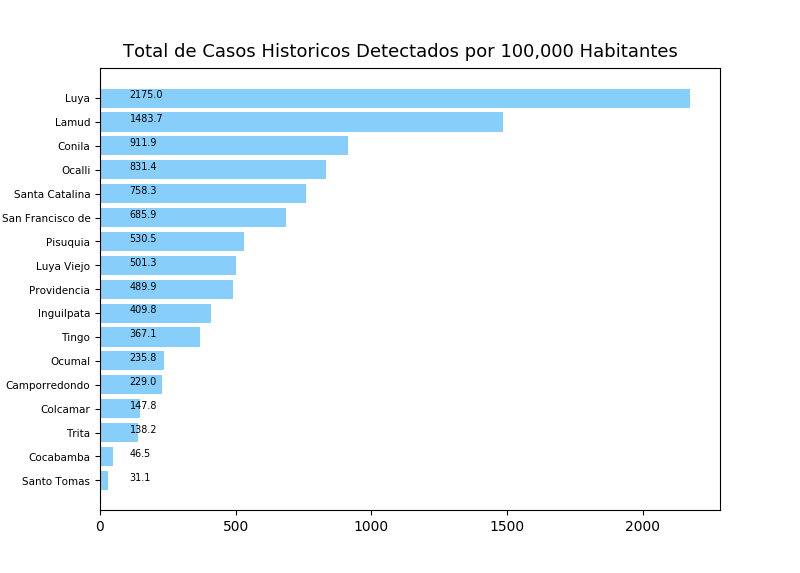 Total de Casos Historicos Detectados por 100,000 Habitantes
Luya 2175.0
Lamud 1483.7
Conila 911.9
Ocalli 831.4
Santa Catalina 758.3
San Francisco de 685.9
Pisuquia 530.5
Luya Viejo 501.3
Providencia 489.9
Inguilpata 409.8
Tingo 367.1
Ocumal 235.8
Camporredondo 229.0
Colcamar 147.8
Trita 138.2
Cocabamba 46.5
Santo Tomas 31.1
0 500 1000 1500 2000